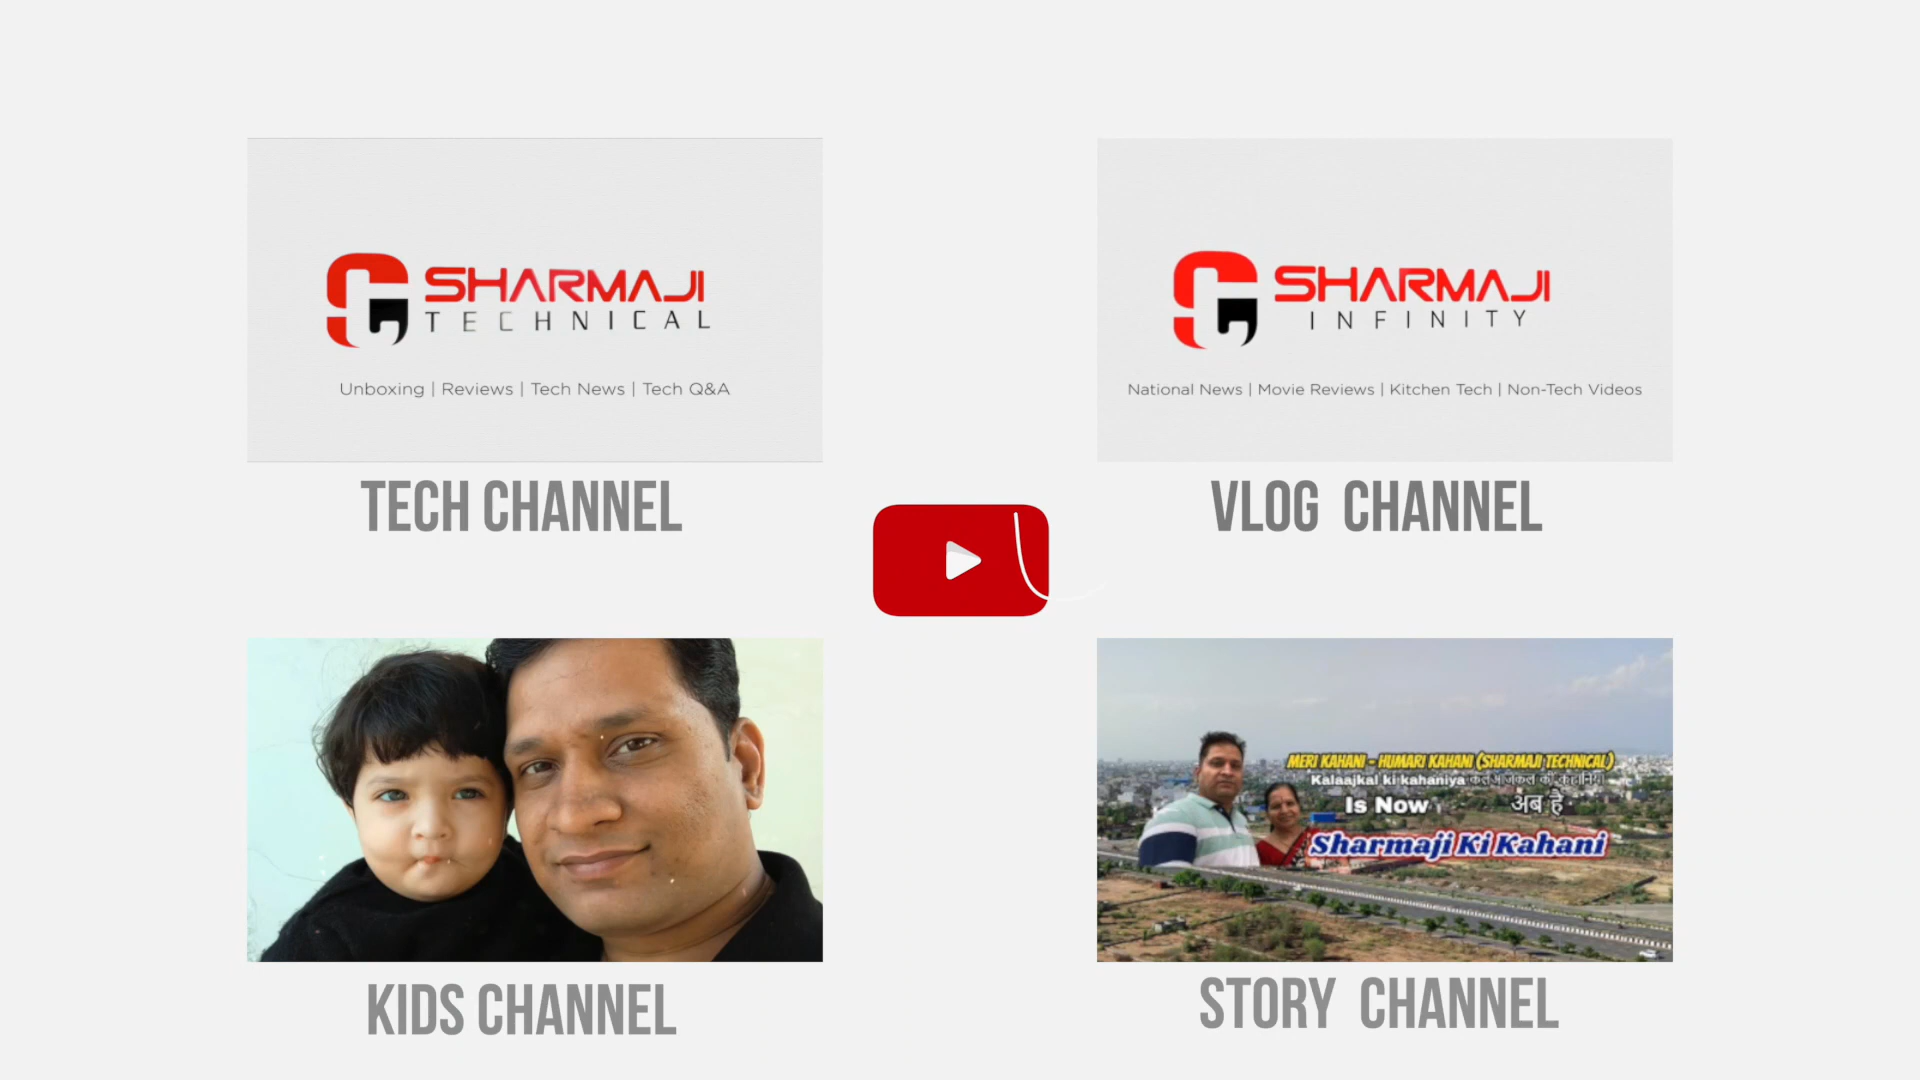 SHARMAJI
TECHNICAL
Unboxing | Reviews | Tech News | Tech Q&A
TECH CHANNEL
SHARMAJI
INFINITY
National News | Movie Reviews | Kitchen Tech | Non-Tech Videos
VLOG CHANNEL
KIDS CHANNEL
MERI KAHANI - HUMARI KAHANI (SHARMAJI TECHNICAL)
Kalaajkal ki kahaniya कलआजकल की कहानिया
Is Now अब है
Sharmaji Ki Kahani
STORY CHANNEL